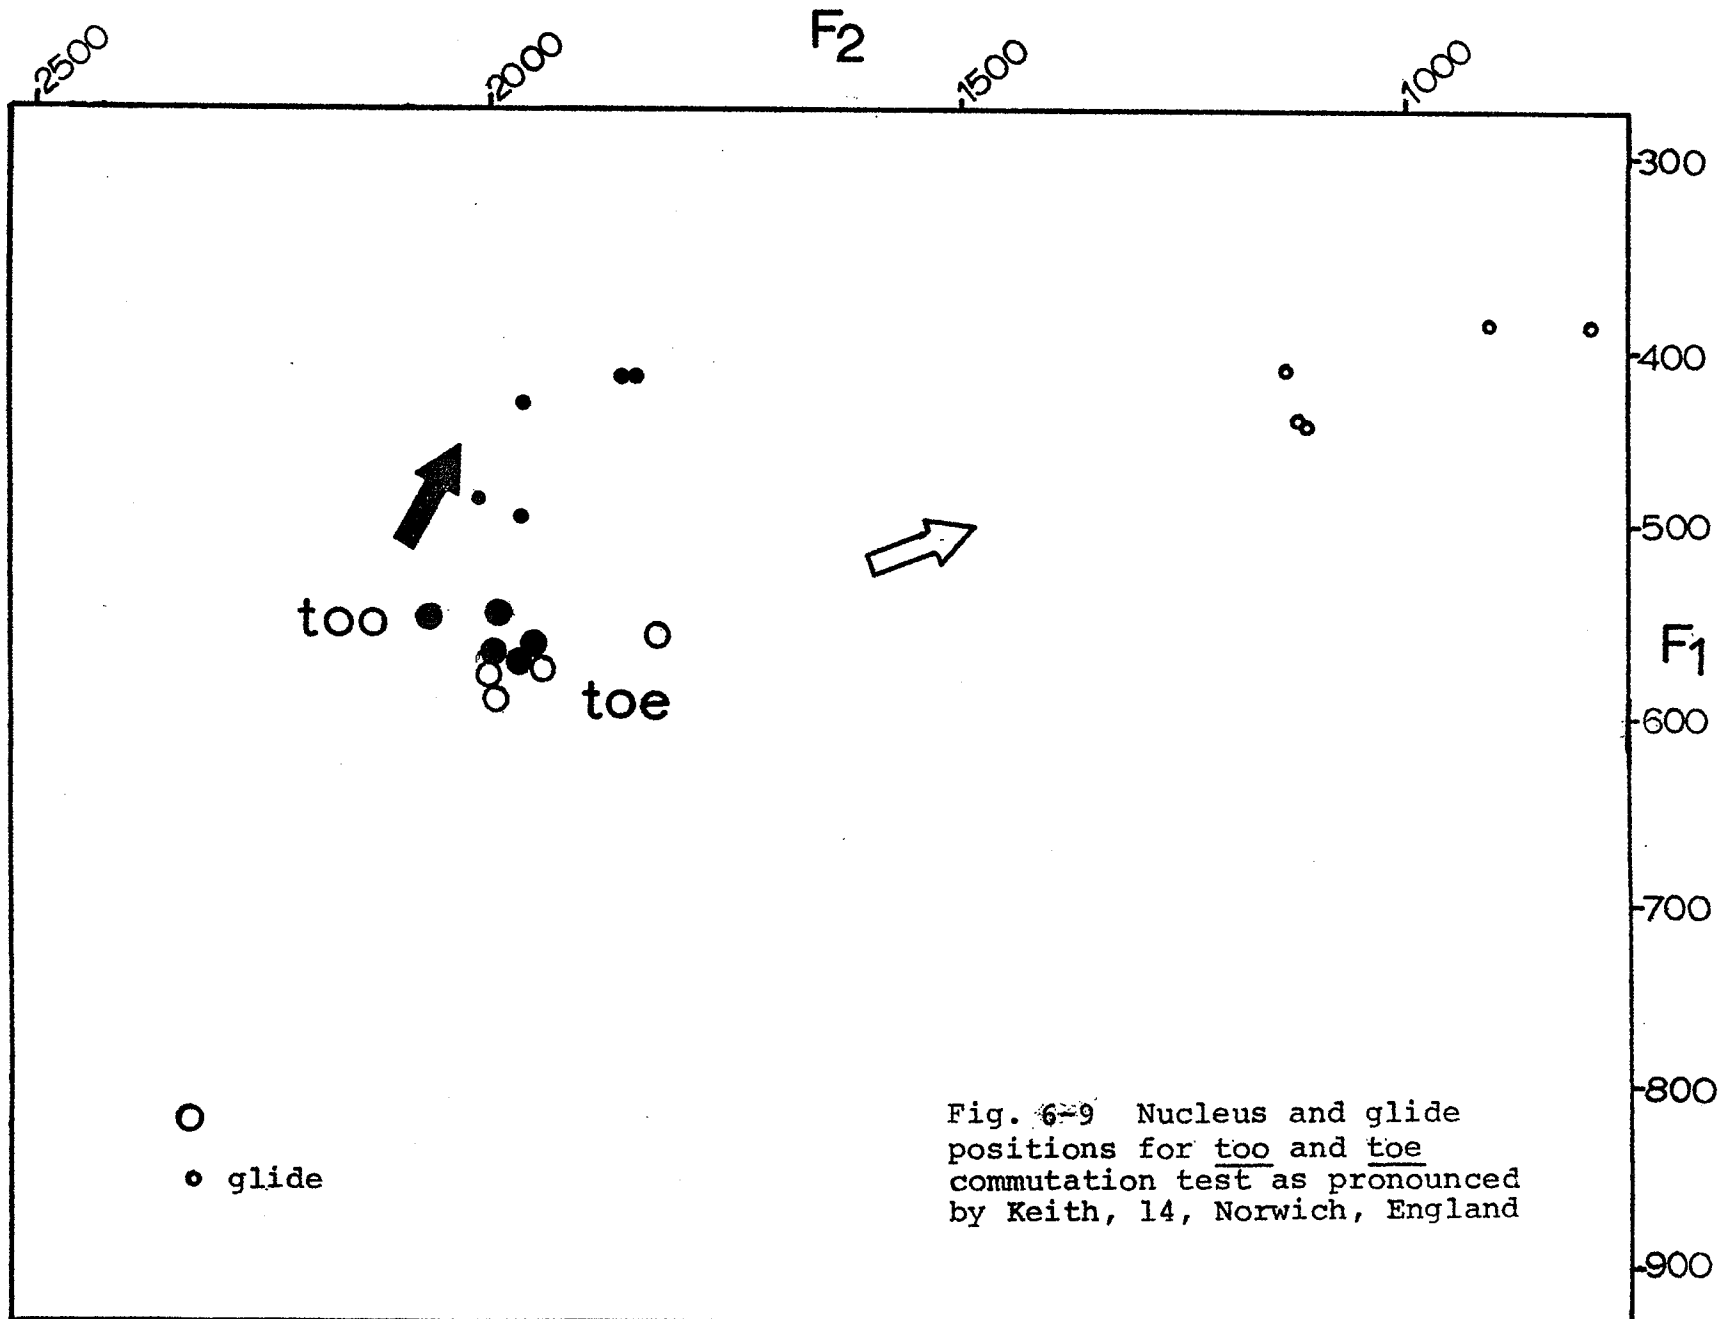 F2
2500
2000
1500
1000
300
400
500
F1
600
700
800
900
too
toe
glide
Fig. 6-9 Nucleus and glide
positions for too and toe
commutation test as pronounced
by Keith, 14, Norwich, England